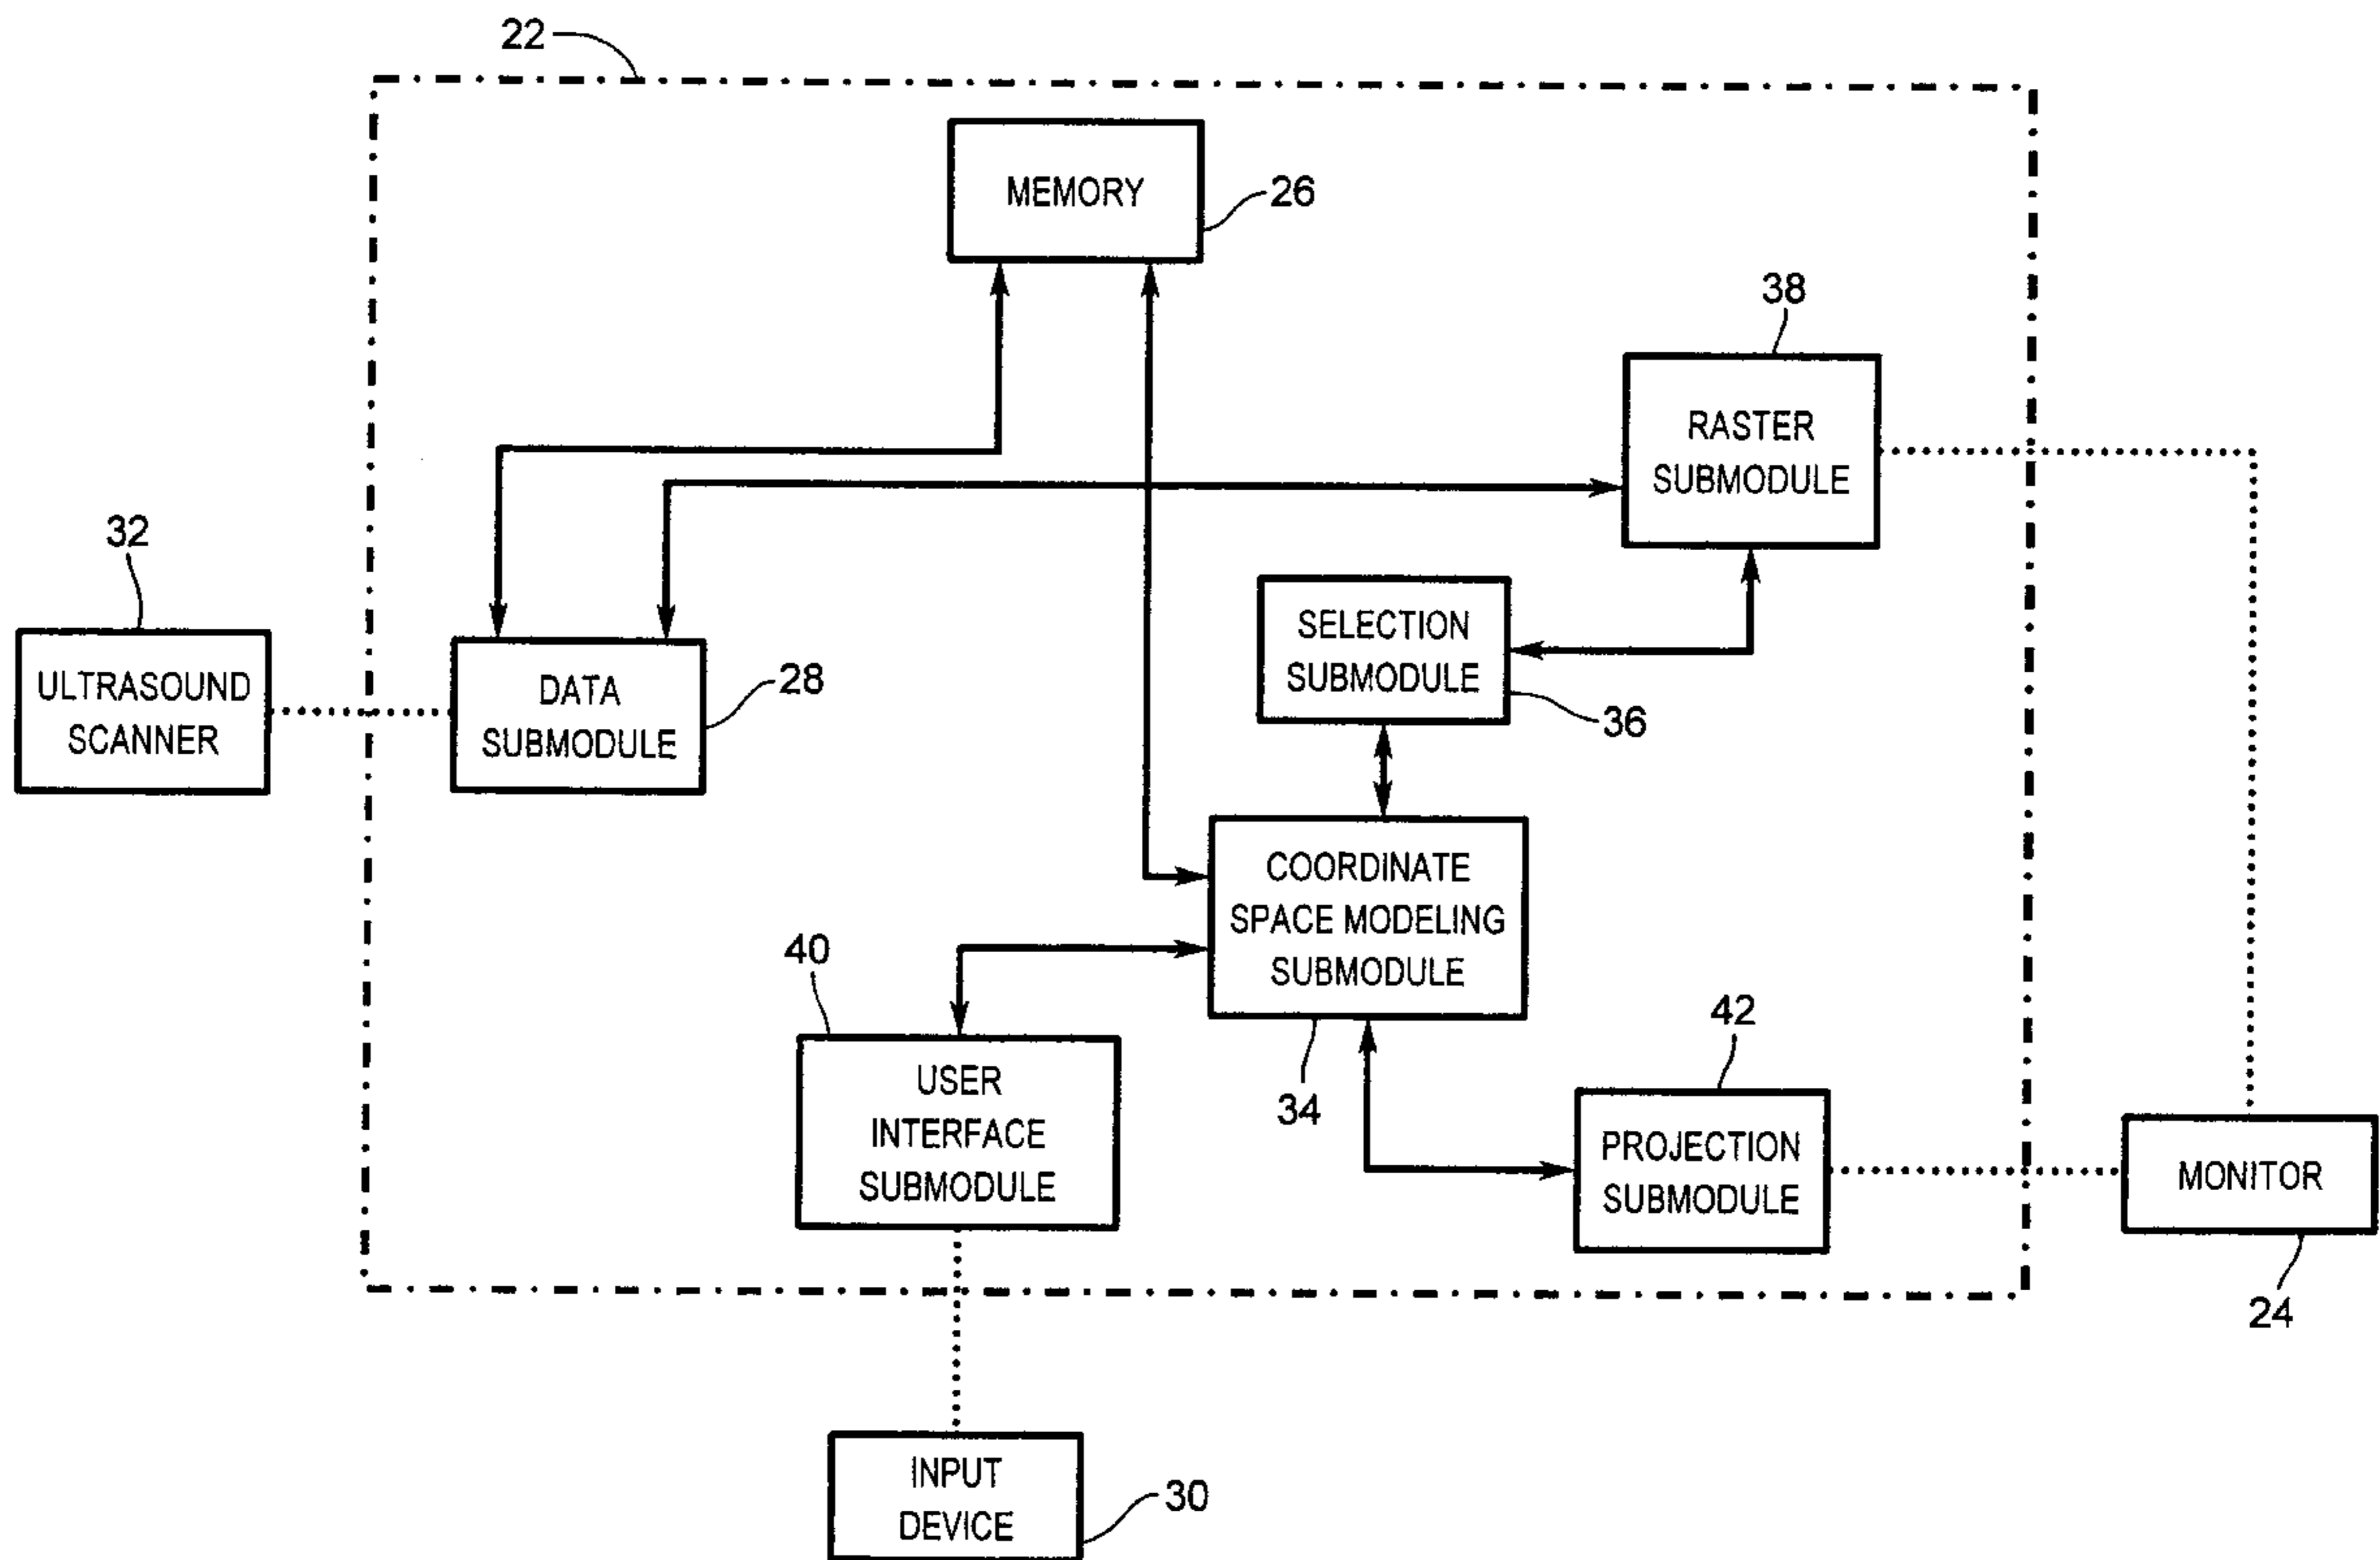 22
MEMORY
26
38
RASTER
SUBMODULE
32
ULTRASOUND
SCANNER
DATA
SUBMODULE
28
SELECTION
SUBMODULE
36
COORDINATE
SPACE MODELING
SUBMODULE
34
40
USER
INTERFACE
SUBMODULE
42
PROJECTION
SUBMODULE
MONITOR
24
INPUT
DEVICE
30